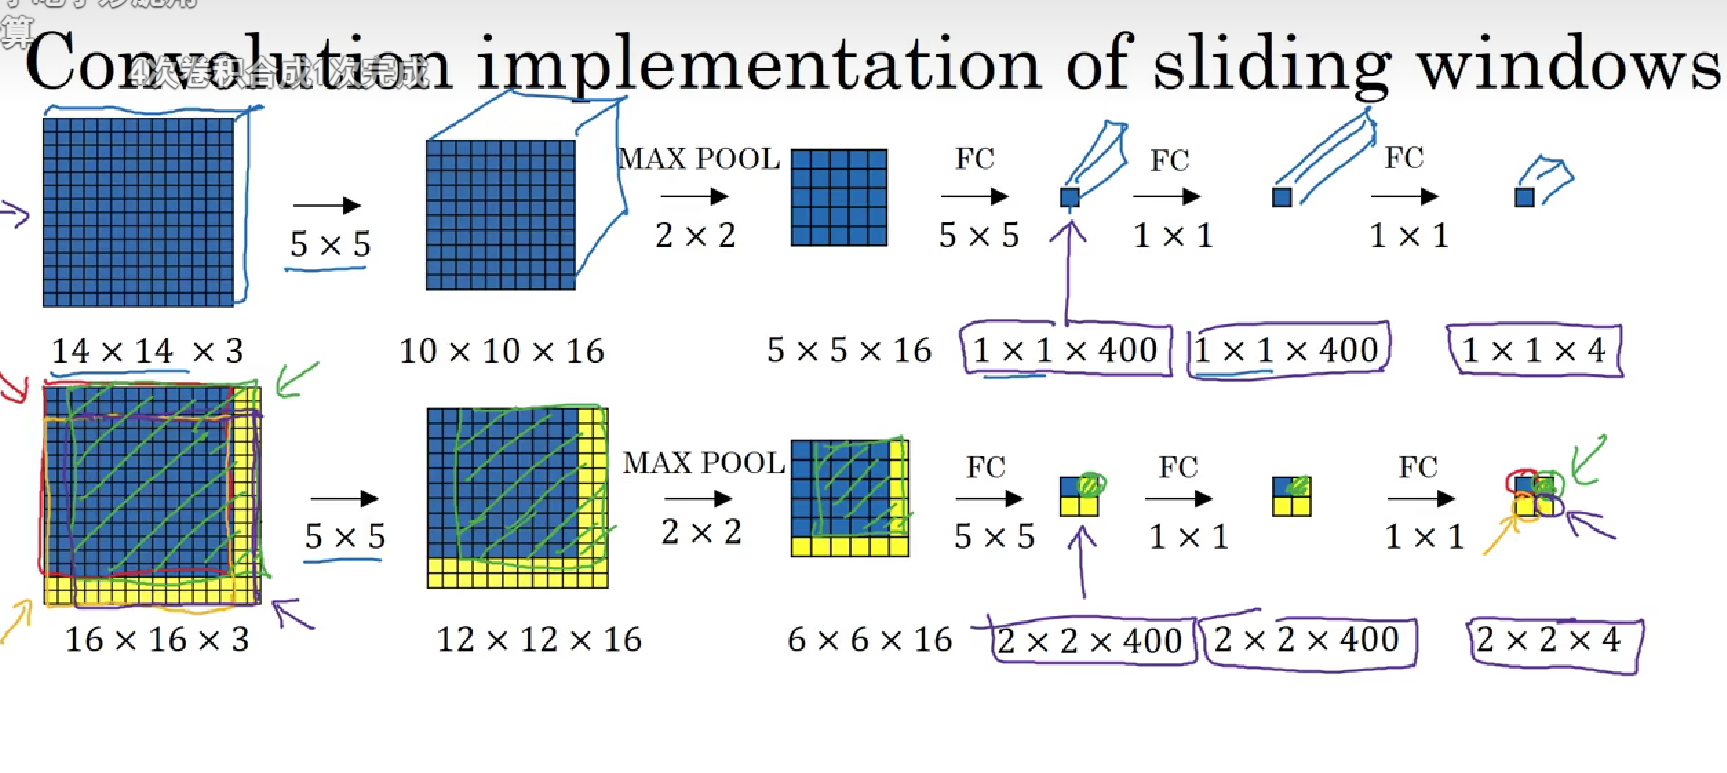 算
Convolution implementation of sliding windows
4次卷积合成1次完成
MAX POOL FC FC FC
5 × 5 2 × 2 5 × 5 1 × 1 1 × 1
14 × 14 × 3 10 × 10 × 16 5 × 5 × 16 1 × 1 × 400 1 × 1 × 400 1 × 1 × 4
MAX POOL FC FC FC
5 × 5 2 × 2 5 × 5 1 × 1 1 × 1
16 × 16 × 3 12 × 12 × 16 6 × 6 × 16 2 × 2 × 400 2 × 2 × 400 2 × 2 × 4